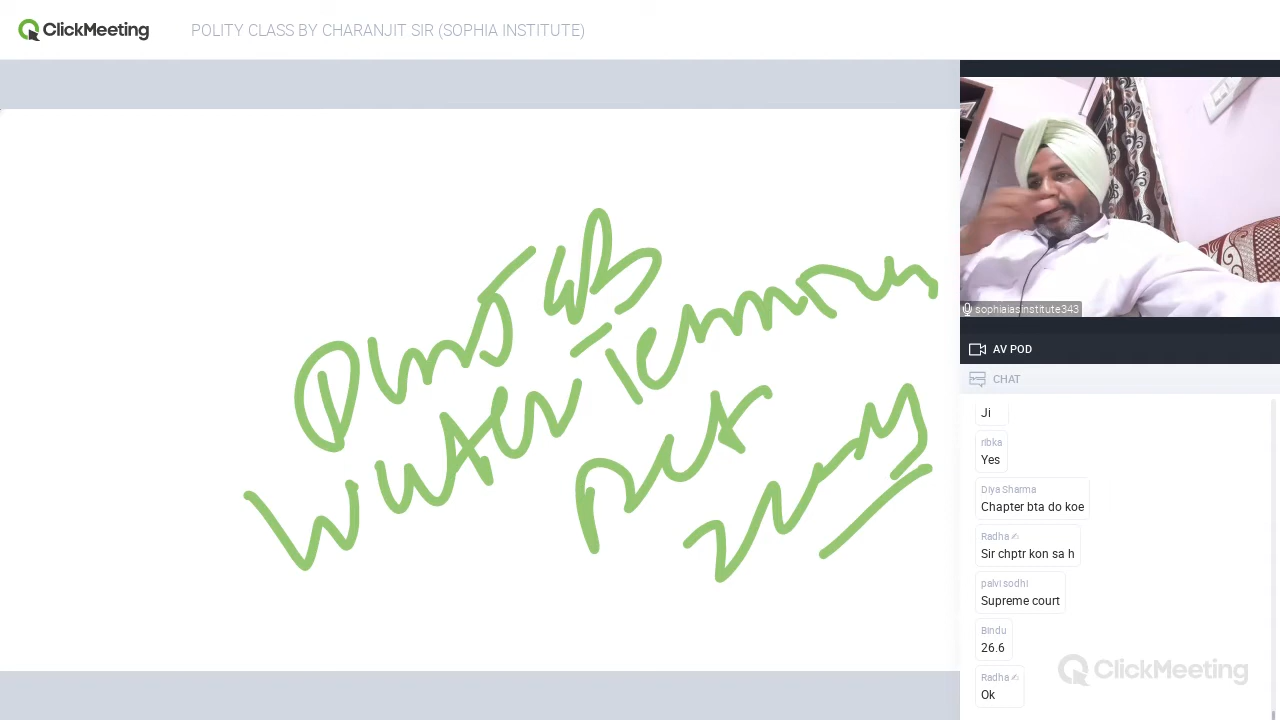 ClickMeeting
POLITY CLASS BY CHARANJIT SIR (SOPHIA INSTITUTE)
PUNJAB
WATER Termination
Act
2004
sophiaiasinstitute343
AV POD
CHAT
Ji
ribka
Yes
Diya Sharma
Chapter bta do koe
Radha✍
Sir chptr kon sa h
palvi sodhi
Supreme court
Bindu
26.6
Radha✍
Ok
ClickMeeting